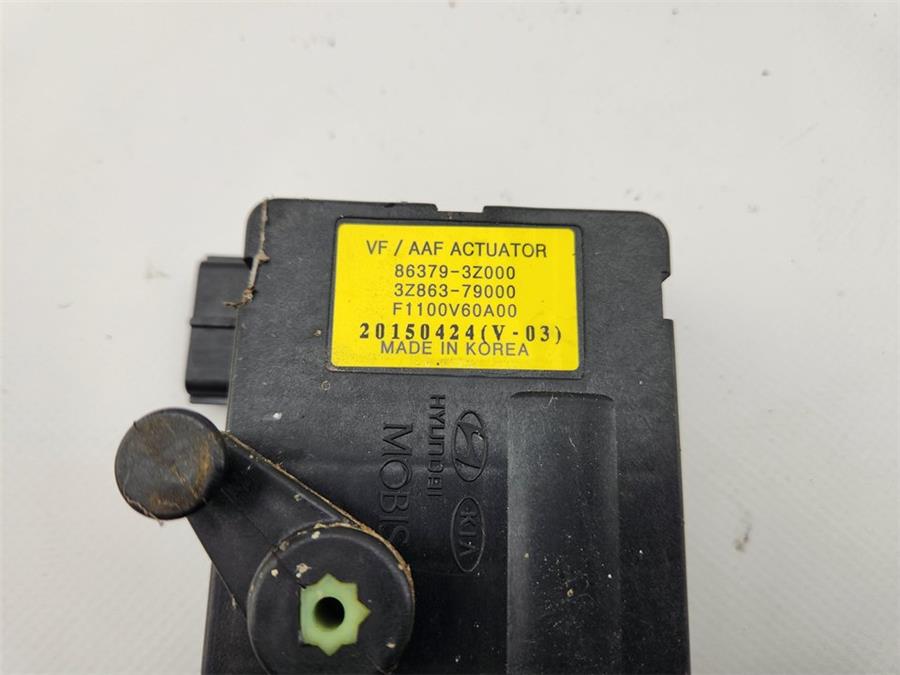 VF / AAF ACTUATOR
86379-3Z000
3Z863-79000
F1100V60A00
20150424(V-03)
MADE IN KOREA
HYUNDAI
KIA
MOBIS